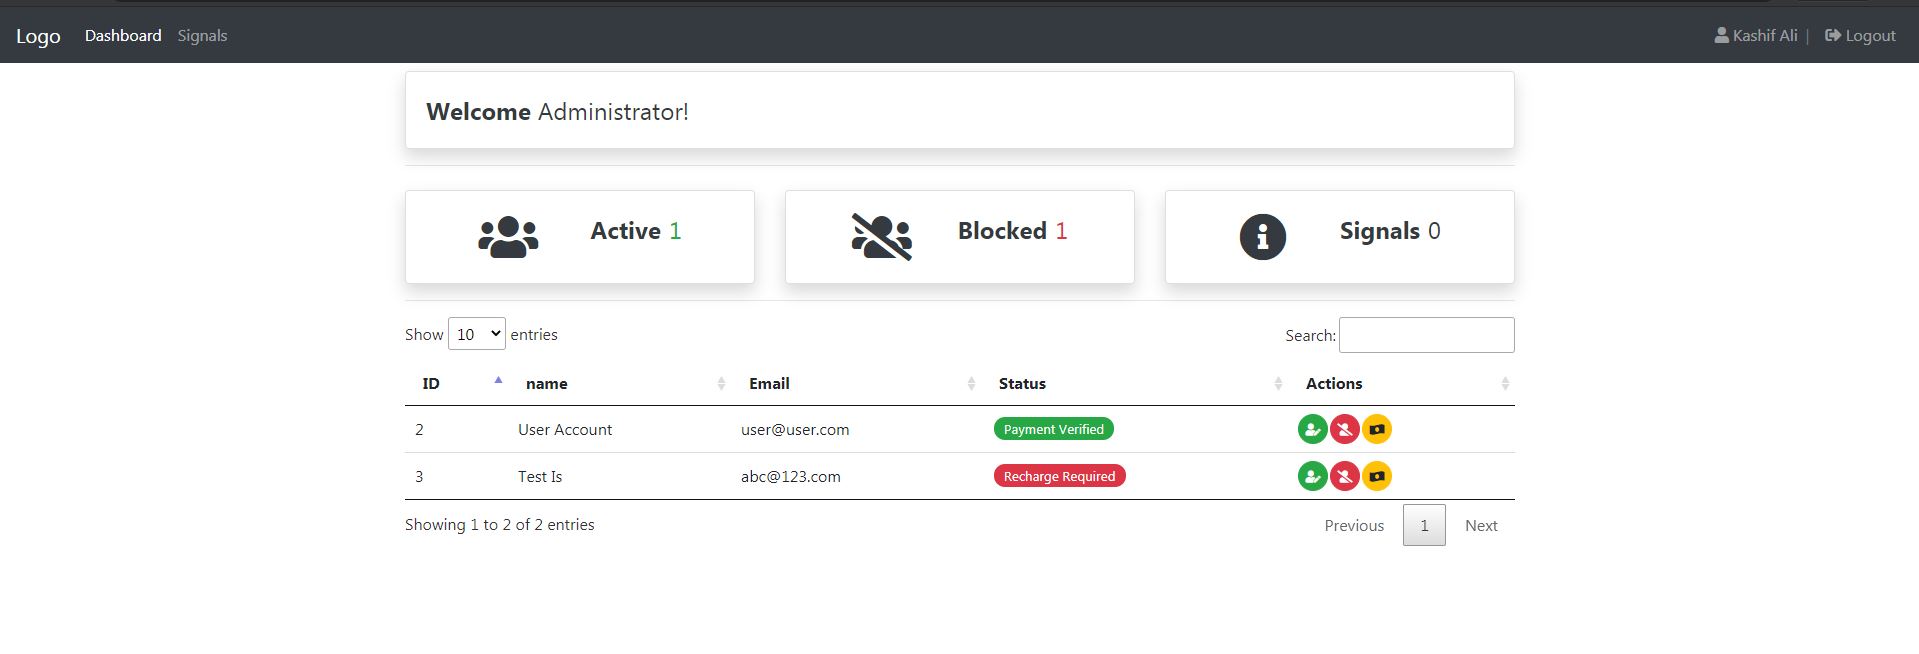 Logo Dashboard Signals Kashif Ali | Logout
Welcome Administrator!
Active 1 Blocked 1 Signals 0
Show 10 entries Search:
ID name Email Status Actions
2 User Account user@user.com Payment Verified
3 Test Is abc@123.com Recharge Required
Showing 1 to 2 of 2 entries Previous 1 Next